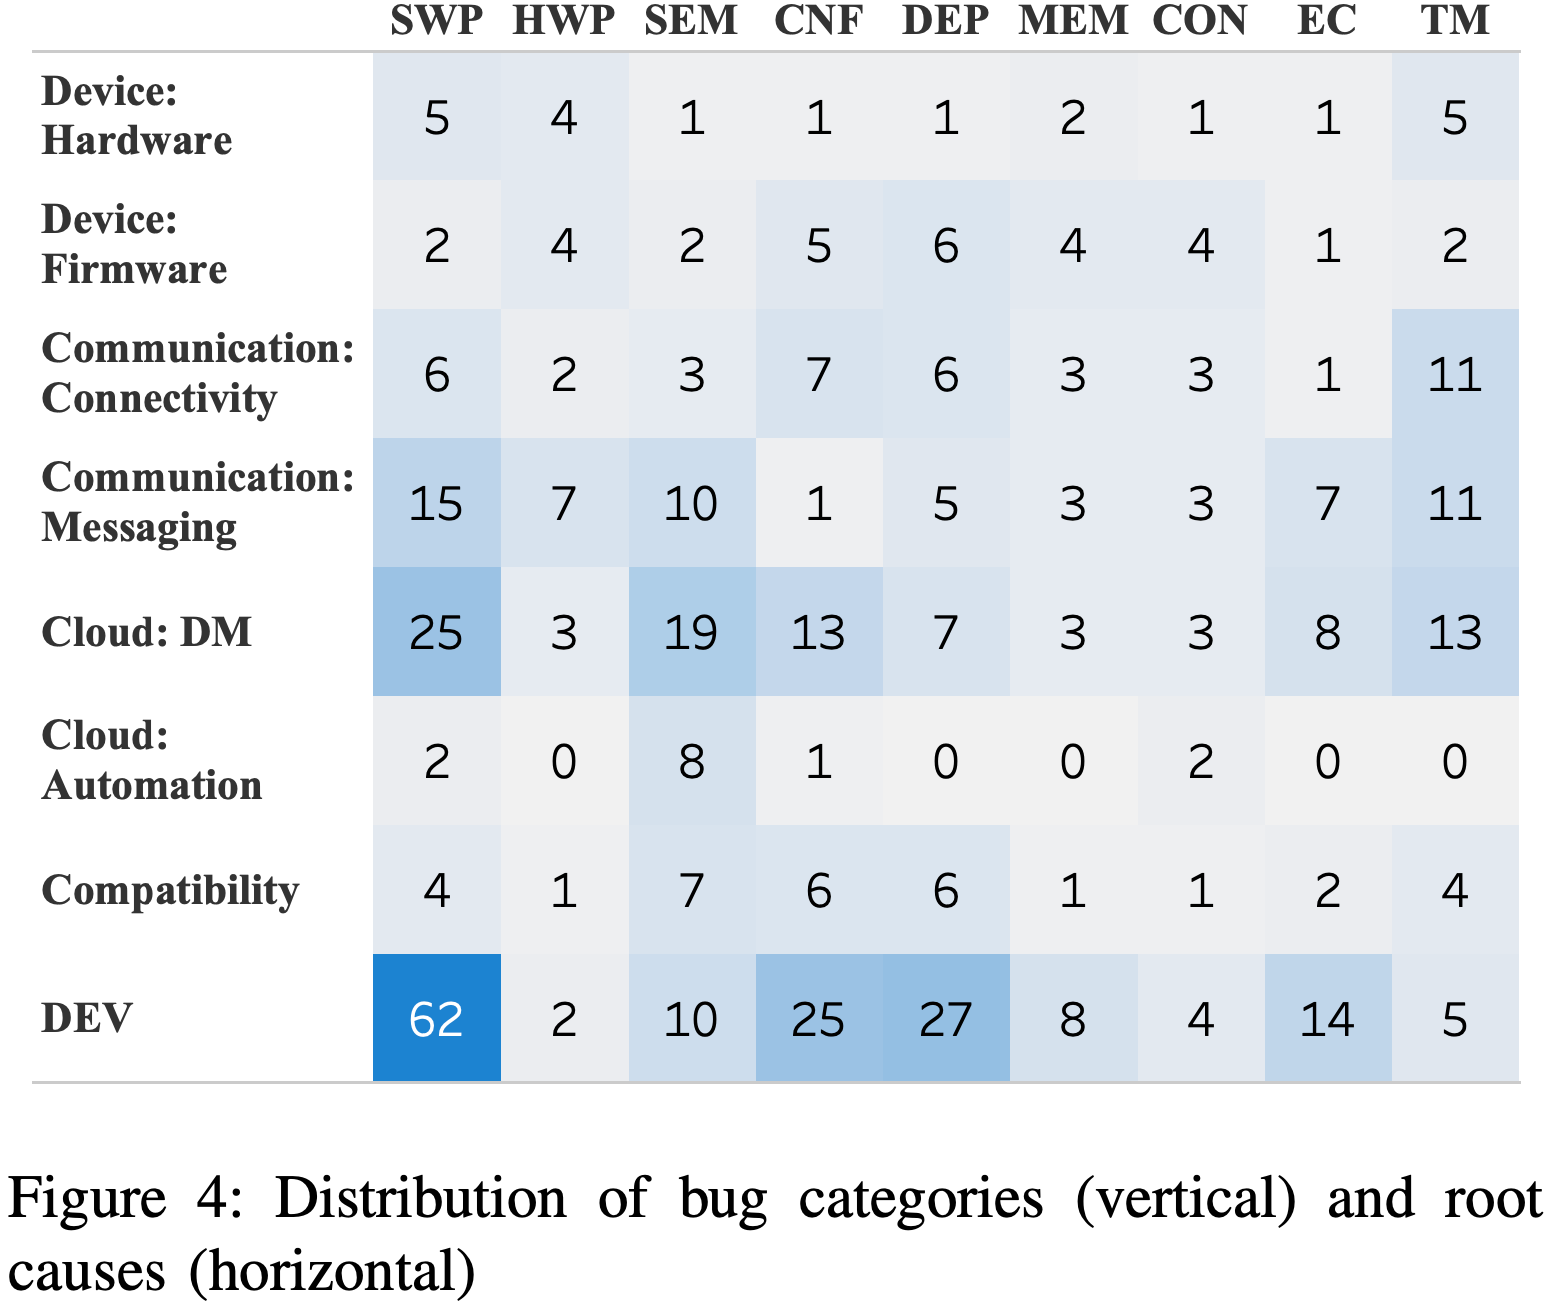 SWP HWP SEM CNF DEP MEM CON EC TM
Device:
Hardware 5 4 1 1 1 2 1 1 5
Device:
Firmware 2 4 2 5 6 4 4 1 2
Communication:
Connectivity 6 2 3 7 6 3 3 1 11
Communication:
Messaging 15 7 10 1 5 3 3 7 11
Cloud: DM 25 3 19 13 7 3 3 8 13
Cloud:
Automation 2 0 8 1 0 0 2 0 0
Compatibility 4 1 7 6 6 1 1 2 4
DEV 62 2 10 25 27 8 4 14 5
Figure 4: Distribution of bug categories (vertical) and root
causes (horizontal)